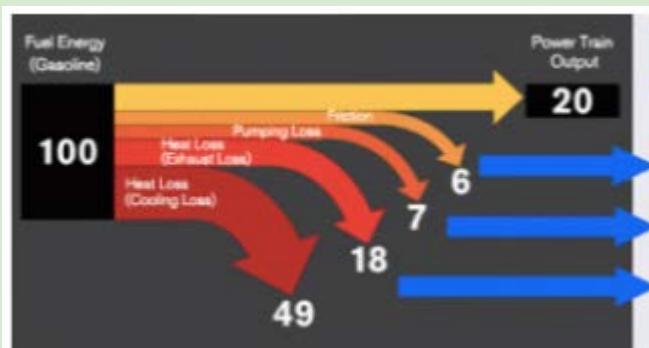 Fuel Energy
(Gasoline)
100
Power Train
Output
20
Friction
6
Pumping Loss
7
Heat Loss
(Exhaust Loss)
18
Heat Loss
(Cooling Loss)
49